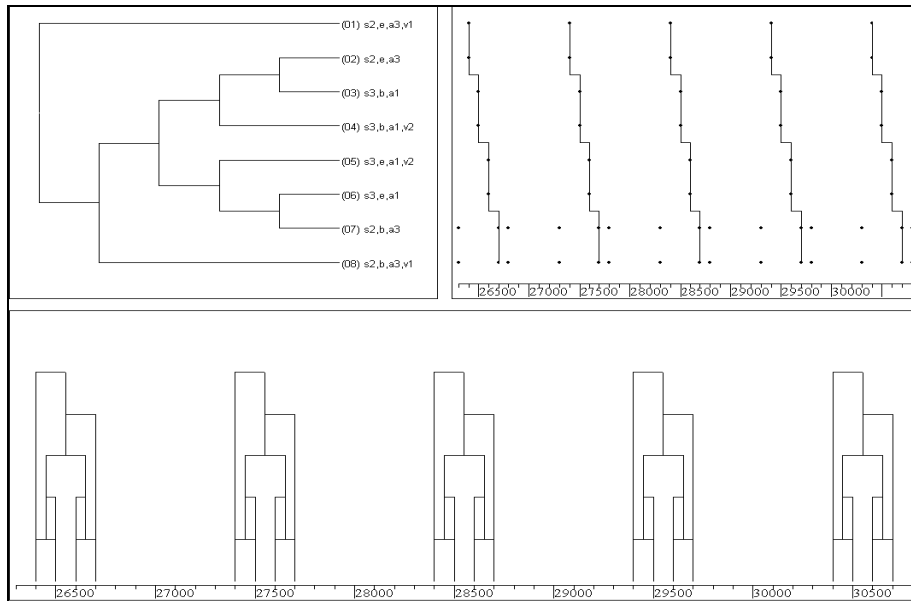 (01) s2,e,a3,v1
(02) s2,e,a3
(03) s3,b,a1
(04) s3,b,a1,v2
(05) s3,e,a1,v2
(06) s3,e,a1
(07) s2,b,a3
(08) s2,b,a3,v1
26500 27000 27500 28000 28500 29000 29500 30000
26500 27000 27500 28000 28500 29000 29500 30000 30500